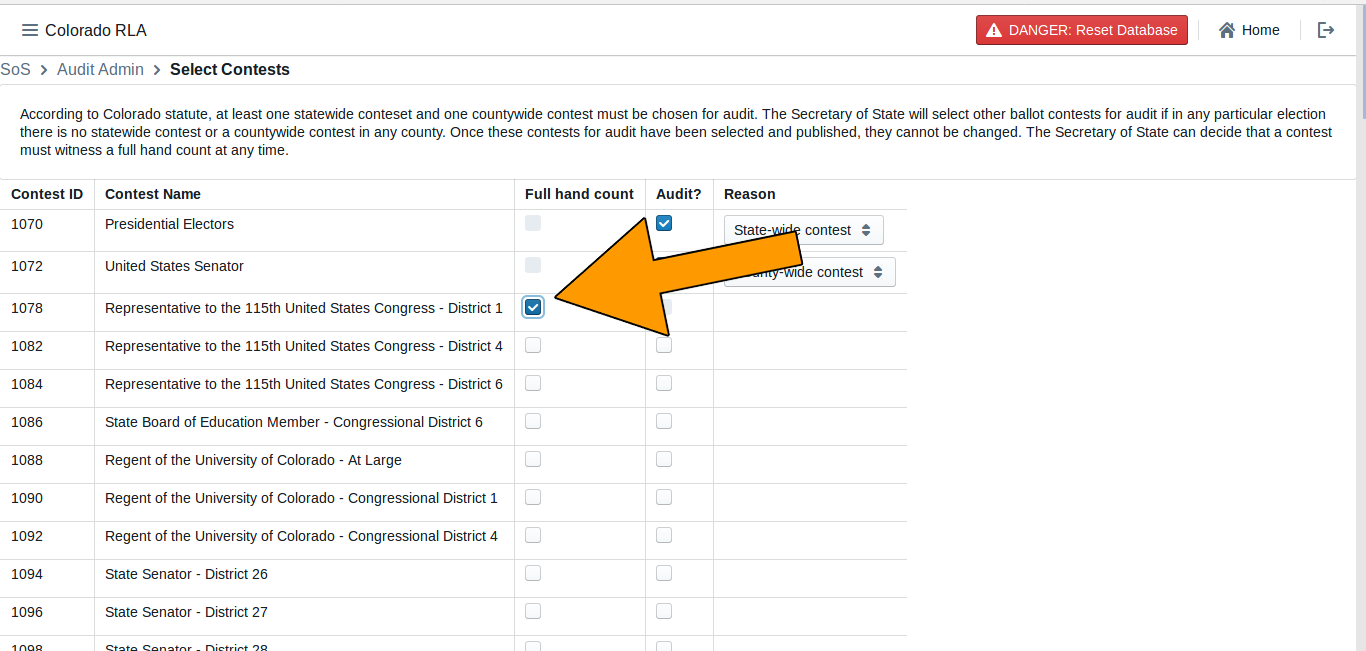 Colorado RLA
DANGER: Reset Database
Home
SoS > Audit Admin > Select Contests
According to Colorado statute, at least one statewide conteset and one countywide contest must be chosen for audit. The Secretary of State will select other ballot contests for audit if in any particular election
there is no statewide contest or a countywide contest in any county. Once these contests for audit have been selected and published, they cannot be changed. The Secretary of State can decide that a contest
must witness a full hand count at any time.
Contest ID Contest Name Full hand count Audit? Reason
1070 Presidential Electors State-wide contest
1072 United States Senator contest
1078 Representative to the 115th United States Congress - District 1
1082 Representative to the 115th United States Congress - District 4
1084 Representative to the 115th United States Congress - District 6
1086 State Board of Education Member - Congressional District 6
1088 Regent of the University of Colorado - At Large
1090 Regent of the University of Colorado - Congressional District 1
1092 Regent of the University of Colorado - Congressional District 4
1094 State Senator - District 26
1096 State Senator - District 27
1098 State Senator - District 28